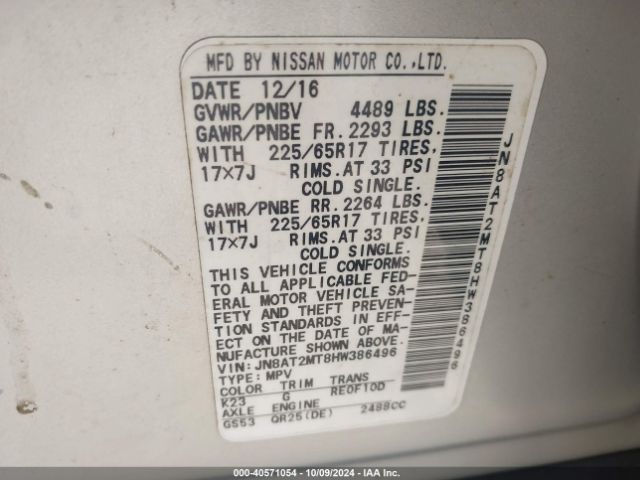 MFD BY NISSAN MOTOR CO.,LTD.
DATE 12/16
GVWR/PNBV 4489 LBS.
GAWR/PNBE FR. 2293 LBS.
WITH 225/65R17 TIRES.
17x7J RIMS. AT 33 PSI
COLD SINGLE.
GAWR/PNBE RR. 2264 LBS.
WITH 225/65R17 TIRES.
17x7J RIMS. AT 33 PSI
COLD SINGLE.
THIS VEHICLE CONFORMS
TO ALL APPLICABLE FED-
ERAL MOTOR VEHICLE SA-
FETY AND THEFT PREVEN-
TION STANDARDS IN EFF-
ECT ON THE DATE OF MA-
NUFACTURE SHOWN ABOVE.
VIN: JN8AT2MT8HW386496
TYPE: MPV
COLOR TRIM TRANS
K23 G RE0F10D
AXLE ENGINE
GS53 QR25(DE) 2488CC
JN8AT2MT8HW386496
000-40571054 - 10/09/2024 - IAA Inc.